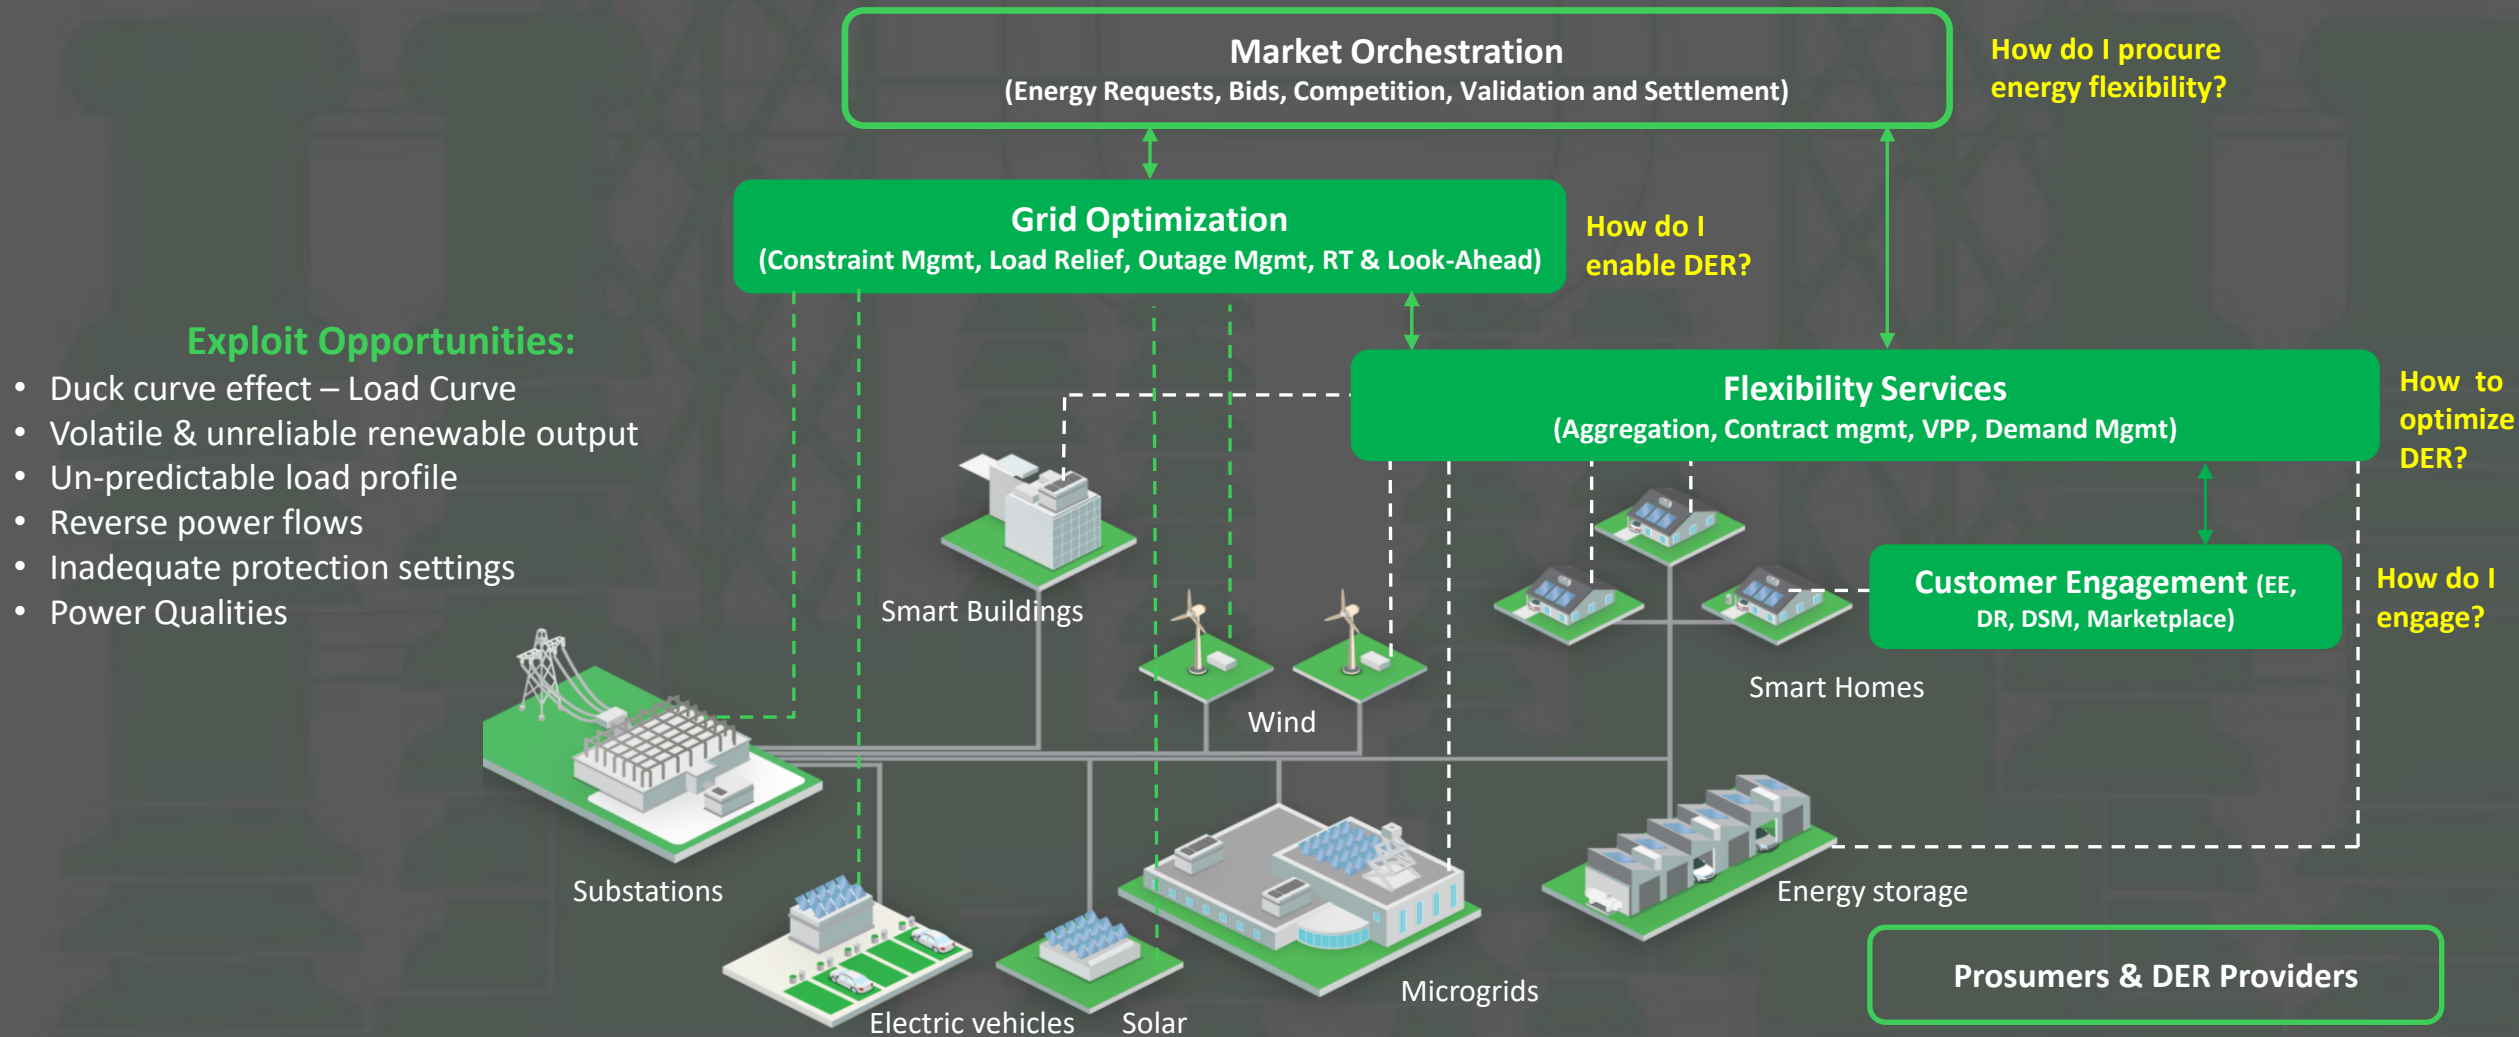 Market Orchestration
(Energy Requests, Bids, Competition, Validation and Settlement)
How do I procure
energy flexibility?
Grid Optimization
(Constraint Mgmt, Load Relief, Outage Mgmt, RT & Look-Ahead)
How do I
enable DER?
Exploit Opportunities:
• Duck curve effect – Load Curve
• Volatile & unreliable renewable output
• Un-predictable load profile
• Reverse power flows
• Inadequate protection settings
• Power Qualities
Flexibility Services
(Aggregation, Contract mgmt, VPP, Demand Mgmt)
How to
optimize
DER?
Customer Engagement (EE,
DR, DSM, Marketplace)
How do I
engage?
Smart Buildings
Smart Homes
Wind
Substations
Energy storage
Microgrids
Electric vehicles
Solar
Prosumers & DER Providers